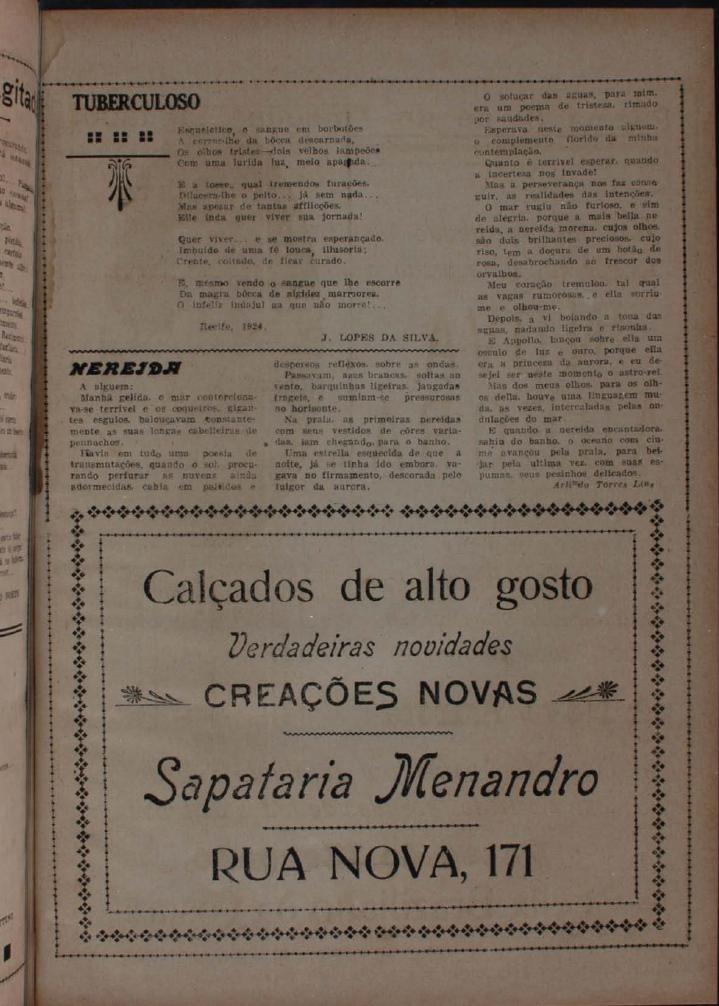 TUBERCULOSO
Esqueletico, o sangue em borbotões
A correr-lhe da bôcca descarnada,
Os olhos tristes—dois velhos lampeões
Com uma lurida luz, meio apagada...
E a tosse, qual tremendos furacões,
Dilacera-lhe o peito... já sem nada...
Mas apesar de tantas afflicções,
Elle inda quer viver sua jornada!
Quer viver... e se mostra esperançado,
Imbuido de uma fé louca, illusoria;
Crente, coitado, de ficar curado.
E, mesmo vendo o sangue que lhe escorre
Da magra bôcca de algidez marmorea,
O infeliz inda
Recife, 1924.
J. LOPES DA SILVA.
NEREIDA
A alguem:
Manhã gelida, o mar contorciona-
va-se terrivel e os coqueiros, gigan-
tes esguios, balouçavam constante-
mente as suas longas cabelleiras de
pennachos.
Havia em tudo uma poesia de
transmutações, quando o sol, procu-
rando perfurar as nuvens ainda
adormecidas, cahia em pallidos e
despersos refléxos sobre as ondas.
Passavam, azas brancas, soltas ao
vento, barquinhas ligeiras, jangadas
frageis, e sumiam-se pressurosas
no horisonte.
Na praia, as primeiras nereidas
com seus vestidos de côres varia-
das, iam chegando, para o banho.
Uma estrella esquecida de que a
noite, já se tinha ido embora, va-
gava no firmamento, descorada pelo
fulgor da aurora.
O soluçar das aguas, para mim,
era um poema de tristeza, rimado
por saudades.
Esperava neste momento alguem,
o complemento florido da minha
contemplação.
Quanto é terrivel esperar, quando
a incerteza nos invade!
Mas a perseverança nos faz conse-
guir, as realidades das intenções.
O mar rugiu não furioso, e sim
de alegria, porque a mais bella ne-
reida, a nereida morena, cujos olhos,
são dois brilhantes preciosos, cujo
riso, tem a doçura de um botão de
rosa, desabrochando ao frescor dos
orvalhos.
Meu coração tremulou, tal qual
as vagas rumorosas, e ella sorriu-
me e olhou-me.
Depois, a vi boiando a tona das
aguas, nadando ligeira e risonha.
E Appollo, lançou sobre ella um
osculo de luz e ouro, porque ella
era a princeza da aurora, e eu de-
sejei ser neste momento o astro-rei.
Mas dos meus olhos, para os olh-
os della, houve uma linguagem mu-
da, as vezes, intercaladas pelas on-
dulações do mar.
E quando a nereida encantadora,
sahia do banho, o oceano com ciu-
me avançou pela praia, para bei-
jar pela ultima vez, com suas es-
pumas, seus pesinhos delicados.
Arlindo Torres
Calçados de alto gosto
Verdadeiras novidades
CREAÇÕES NOVAS
Sapataria Menandro
RUA NOVA, 171